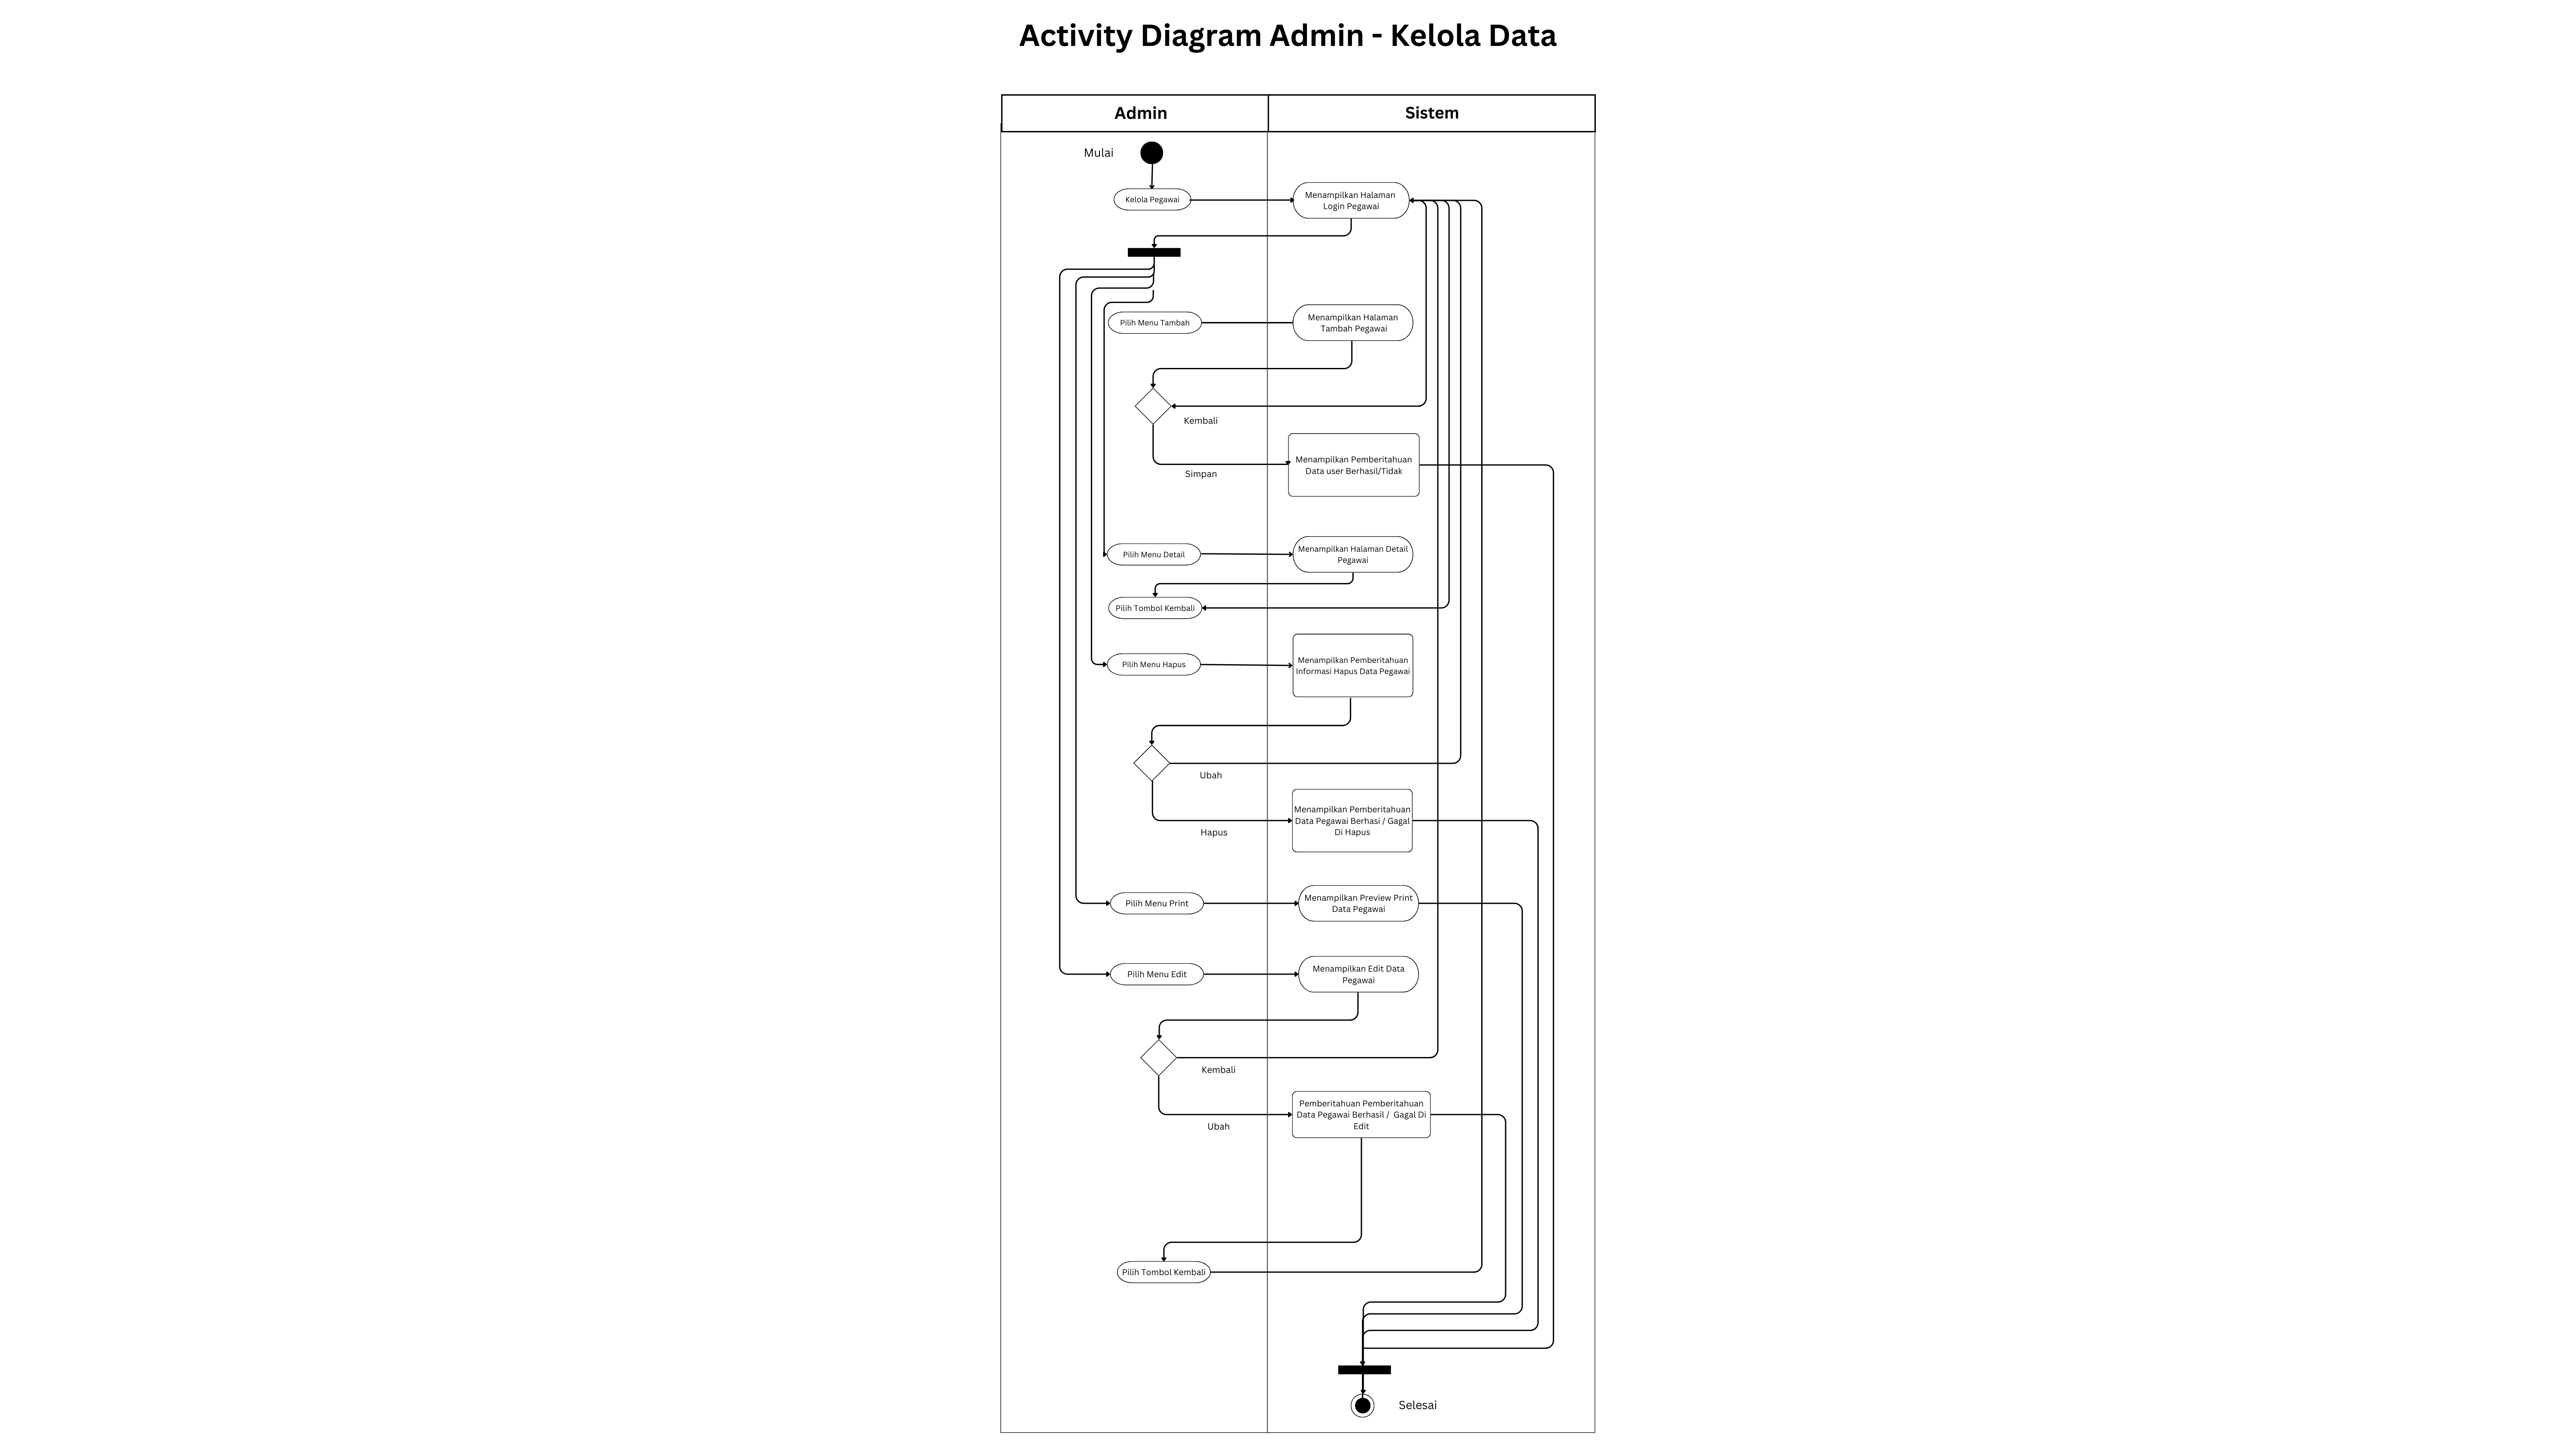 Activity Diagram Admin - Kelola Data
Admin
Sistem
Mulai
Kelola Pegawai
Menampilkan Halaman
Login Pegawai
Pilih Menu Tambah
Menampilkan Halaman
Tambah Pegawai
Kembali
Simpan
Menampilkan Pemberitahuan
Data user Berhasil/Tidak
Pilih Menu Detail
Menampilkan Halaman Detail
Pegawai
Pilih Tombol Kembali
Pilih Menu Hapus
Menampilkan Pemberitahuan
Informasi Hapus Data Pegawai
Ubah
Hapus
Menampilkan Pemberitahuan
Data Pegawai Berhasi / Gagal
Di Hapus
Pilih Menu Print
Menampilkan Preview Print
Data Pegawai
Pilih Menu Edit
Menampilkan Edit Data
Pegawai
Kembali
Ubah
Pemberitahuan Pemberitahuan
Data Pegawai Berhasil / Gagal Di
Edit
Pilih Tombol Kembali
Selesai